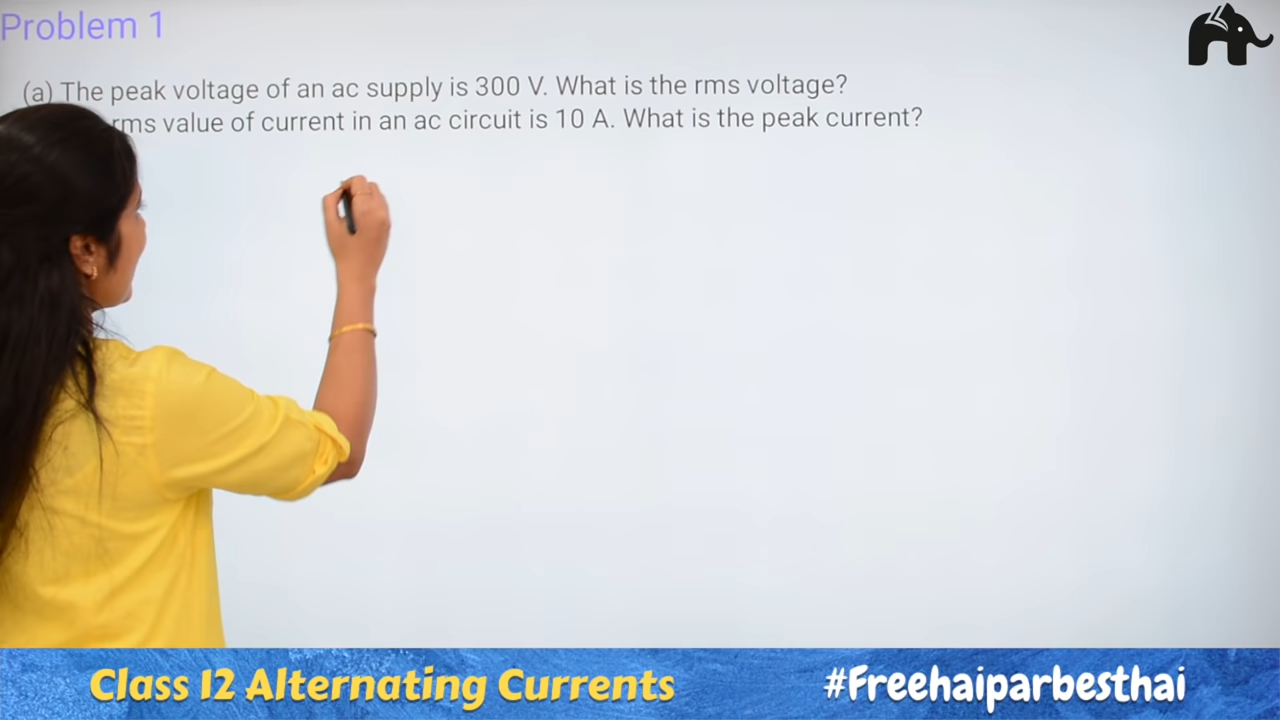 Problem 1
(a) The peak voltage of an ac supply is 300 V. What is the rms voltage?
rms value of current in an ac circuit is 10 A. What is the peak current?
Class 12 Alternating Currents
#Freehaiparbesthai